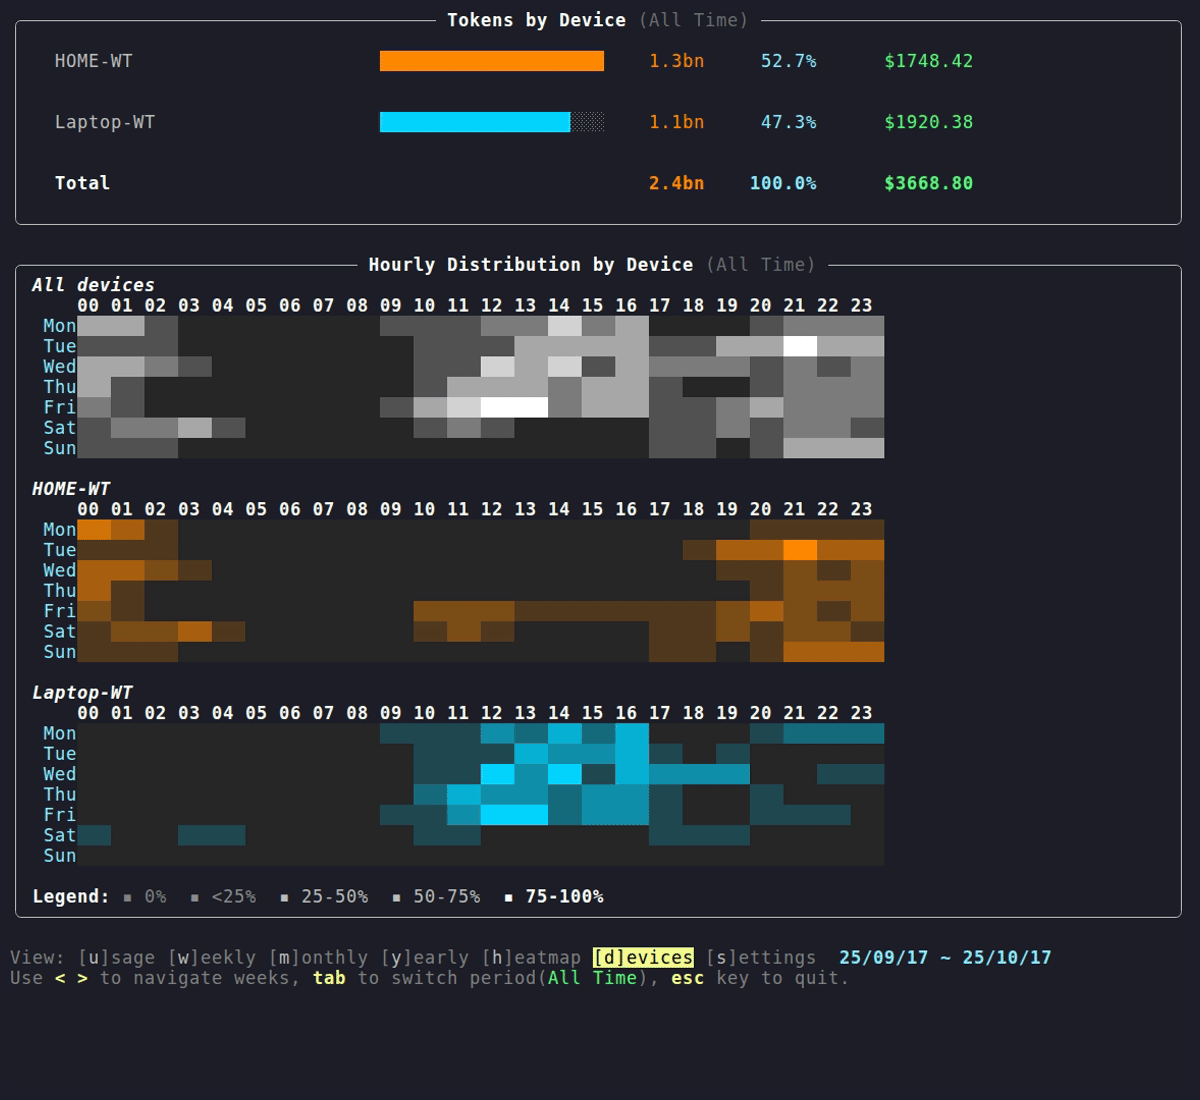 Tokens by Device (All Time)
HOME-WT 1.3bn 52.7% $1748.42
Laptop-WT 1.1bn 47.3% $1920.38
Total 2.4bn 100.0% $3668.80
Hourly Distribution by Device (All Time)
All devices
00 01 02 03 04 05 06 07 08 09 10 11 12 13 14 15 16 17 18 19 20 21 22 23
Mon
Tue
Wed
Thu
Fri
Sat
Sun
HOME-WT
00 01 02 03 04 05 06 07 08 09 10 11 12 13 14 15 16 17 18 19 20 21 22 23
Mon
Tue
Wed
Thu
Fri
Sat
Sun
Laptop-WT
00 01 02 03 04 05 06 07 08 09 10 11 12 13 14 15 16 17 18 19 20 21 22 23
Mon
Tue
Wed
Thu
Fri
Sat
Sun
Legend: ▪ 0% ▪ <25% ▪ 25-50% ▪ 50-75% ▪ 75-100%
View: [u]sage [w]eekly [m]onthly [y]early [h]eatmap [d]evices [s]ettings 25/09/17 ~ 25/10/17
Use < > to navigate weeks, tab to switch period(All Time), esc key to quit.